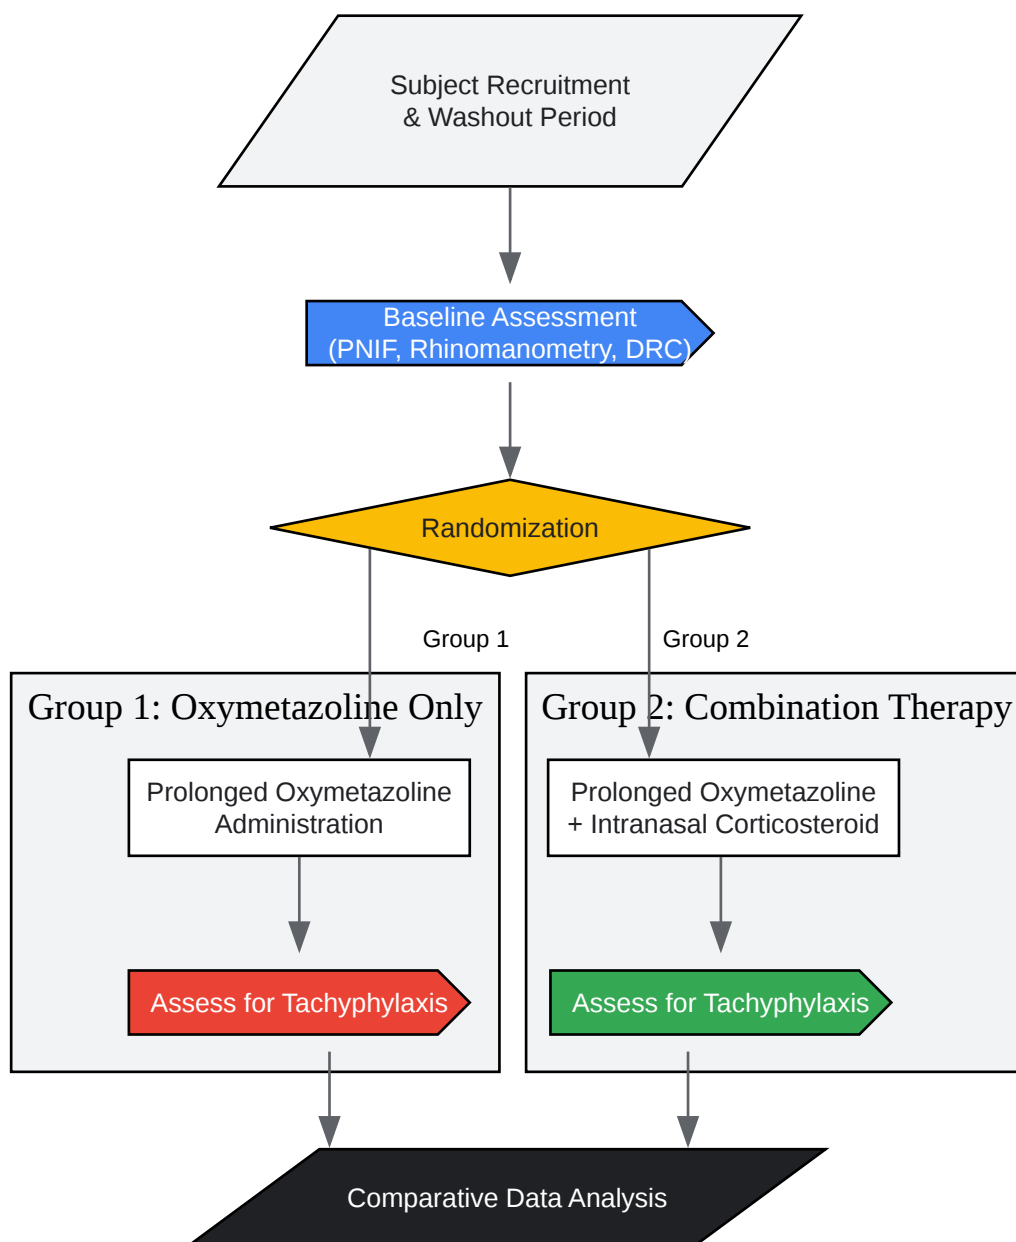 Subject Recruitment
& Washout Period
Baseline Assessment
(PNIF, Rhinomanometry, DRC)
Randomization
Group 1
Group 2
Group 1: Oxymetazoline Only
Group 2: Combination Therapy
Prolonged Oxymetazoline
Administration
Prolonged Oxymetazoline
+ Intranasal Corticosteroid
Assess for Tachyphylaxis
Assess for Tachyphylaxis
Comparative Data Analysis